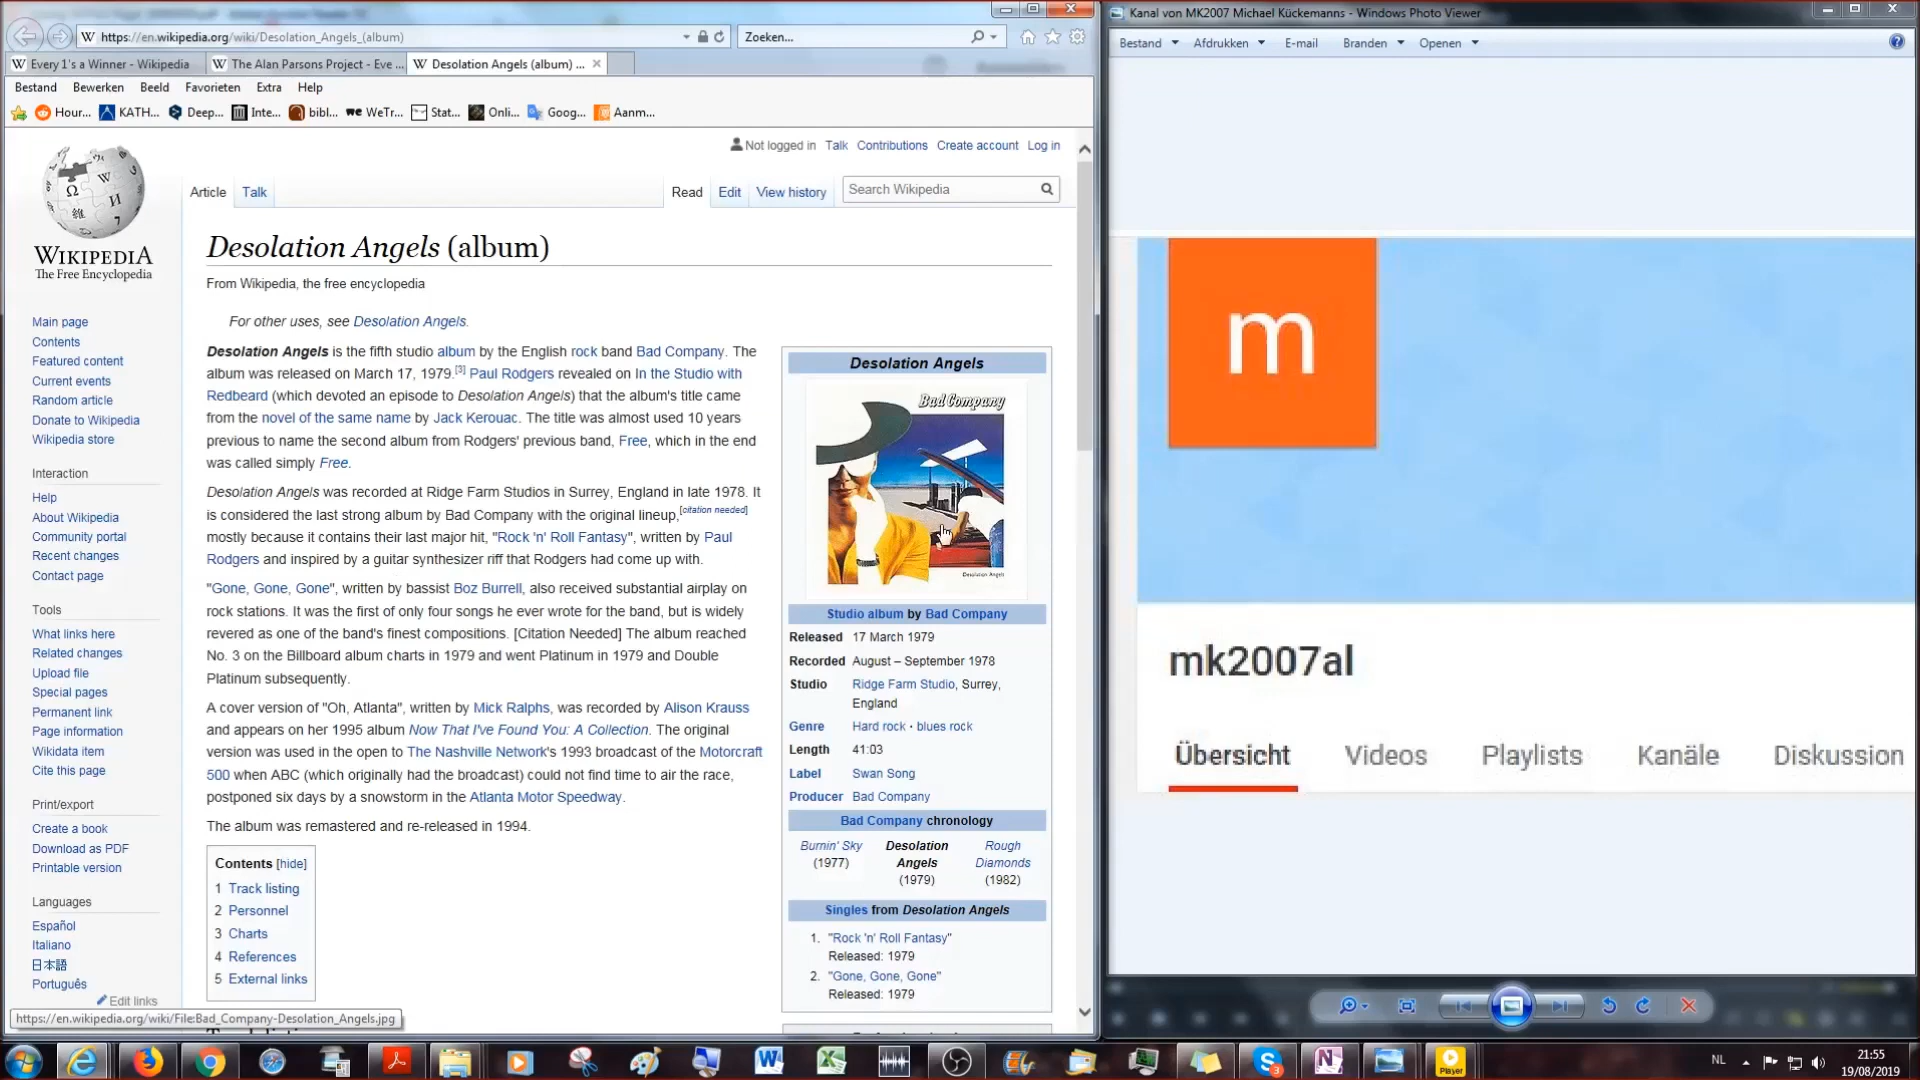 https://en.wikipedia.org/wiki/Desolation_Angels_(album)
Zoeken...
Every 1's a Winner - Wikipedia
The Alan Parsons Project - Eve ...
Desolation Angels (album) ...
Bestand Bewerken Beeld Favorieten Extra Help
Hour... KATH... Deep... Inte... bibl... WeTr... Stat... Onli... Goog... Aanm...
Not logged in Talk Contributions Create account Log in
Article Talk Read Edit View history Search Wikipedia
WIKIPEDIA
The Free Encyclopedia
Main page
Contents
Featured content
Current events
Random article
Donate to Wikipedia
Wikipedia store
Interaction
Help
About Wikipedia
Community portal
Recent changes
Contact page
Tools
What links here
Related changes
Upload file
Special pages
Permanent link
Page information
Wikidata item
Cite this page
Print/export
Create a book
Download as PDF
Printable version
Languages
Español
Italiano
日本語
Português
Edit links
Desolation Angels (album)
From Wikipedia, the free encyclopedia
For other uses, see Desolation Angels.
Desolation Angels is the fifth studio album by the English rock band Bad Company. The
album was released on March 17, 1979.[3] Paul Rodgers revealed on In the Studio with
Redbeard (which devoted an episode to Desolation Angels) that the album's title came
from the novel of the same name by Jack Kerouac. The title was almost used 10 years
previous to name the second album from Rodgers' previous band, Free, which in the end
was called simply Free.
Desolation Angels was recorded at Ridge Farm Studios in Surrey, England in late 1978. It
is considered the last strong album by Bad Company with the original lineup,[citation needed]
mostly because it contains their last major hit, "Rock 'n' Roll Fantasy", written by Paul
Rodgers and inspired by a guitar synthesizer riff that Rodgers had come up with.
"Gone, Gone, Gone", written by bassist Boz Burrell, also received substantial airplay on
rock stations. It was the first of only four songs he ever wrote for the band, but is widely
revered as one of the band's finest compositions. [Citation Needed] The album reached
No. 3 on the Billboard album charts in 1979 and went Platinum in 1979 and Double
Platinum subsequently.
A cover version of "Oh, Atlanta", written by Mick Ralphs, was recorded by Alison Krauss
and appears on her 1995 album Now That I've Found You: A Collection. The original
version was used in the open to The Nashville Network's 1993 broadcast of the Motorcraft
500 when ABC (which originally had the broadcast) could not find time to air the race,
postponed six days by a snowstorm in the Atlanta Motor Speedway.
The album was remastered and re-released in 1994.
Contents [hide]
1 Track listing
2 Personnel
3 Charts
4 References
5 External links
Desolation Angels
Bad Company
Desolation Angels
Studio album by Bad Company
Released 17 March 1979
Recorded August – September 1978
Studio Ridge Farm Studio, Surrey,
England
Genre Hard rock · blues rock
Length 41:03
Label Swan Song
Producer Bad Company
Bad Company chronology
Burnin' Sky
(1977)
Desolation
Angels
(1979)
Rough
Diamonds
(1982)
Singles from Desolation Angels
1. "Rock 'n' Roll Fantasy"
Released: 1979
2. "Gone, Gone, Gone"
Released: 1979
https://en.wikipedia.org/wiki/File:Bad_Company-Desolation_Angels.jpg
Kanal von MK2007 Michael Kückemanns - Windows Photo Viewer
Bestand Afdrukken E-mail Branden Openen
m
mk2007al
Übersicht Videos Playlists Kanäle Diskussion
Player
NL
21:55
19/08/2019